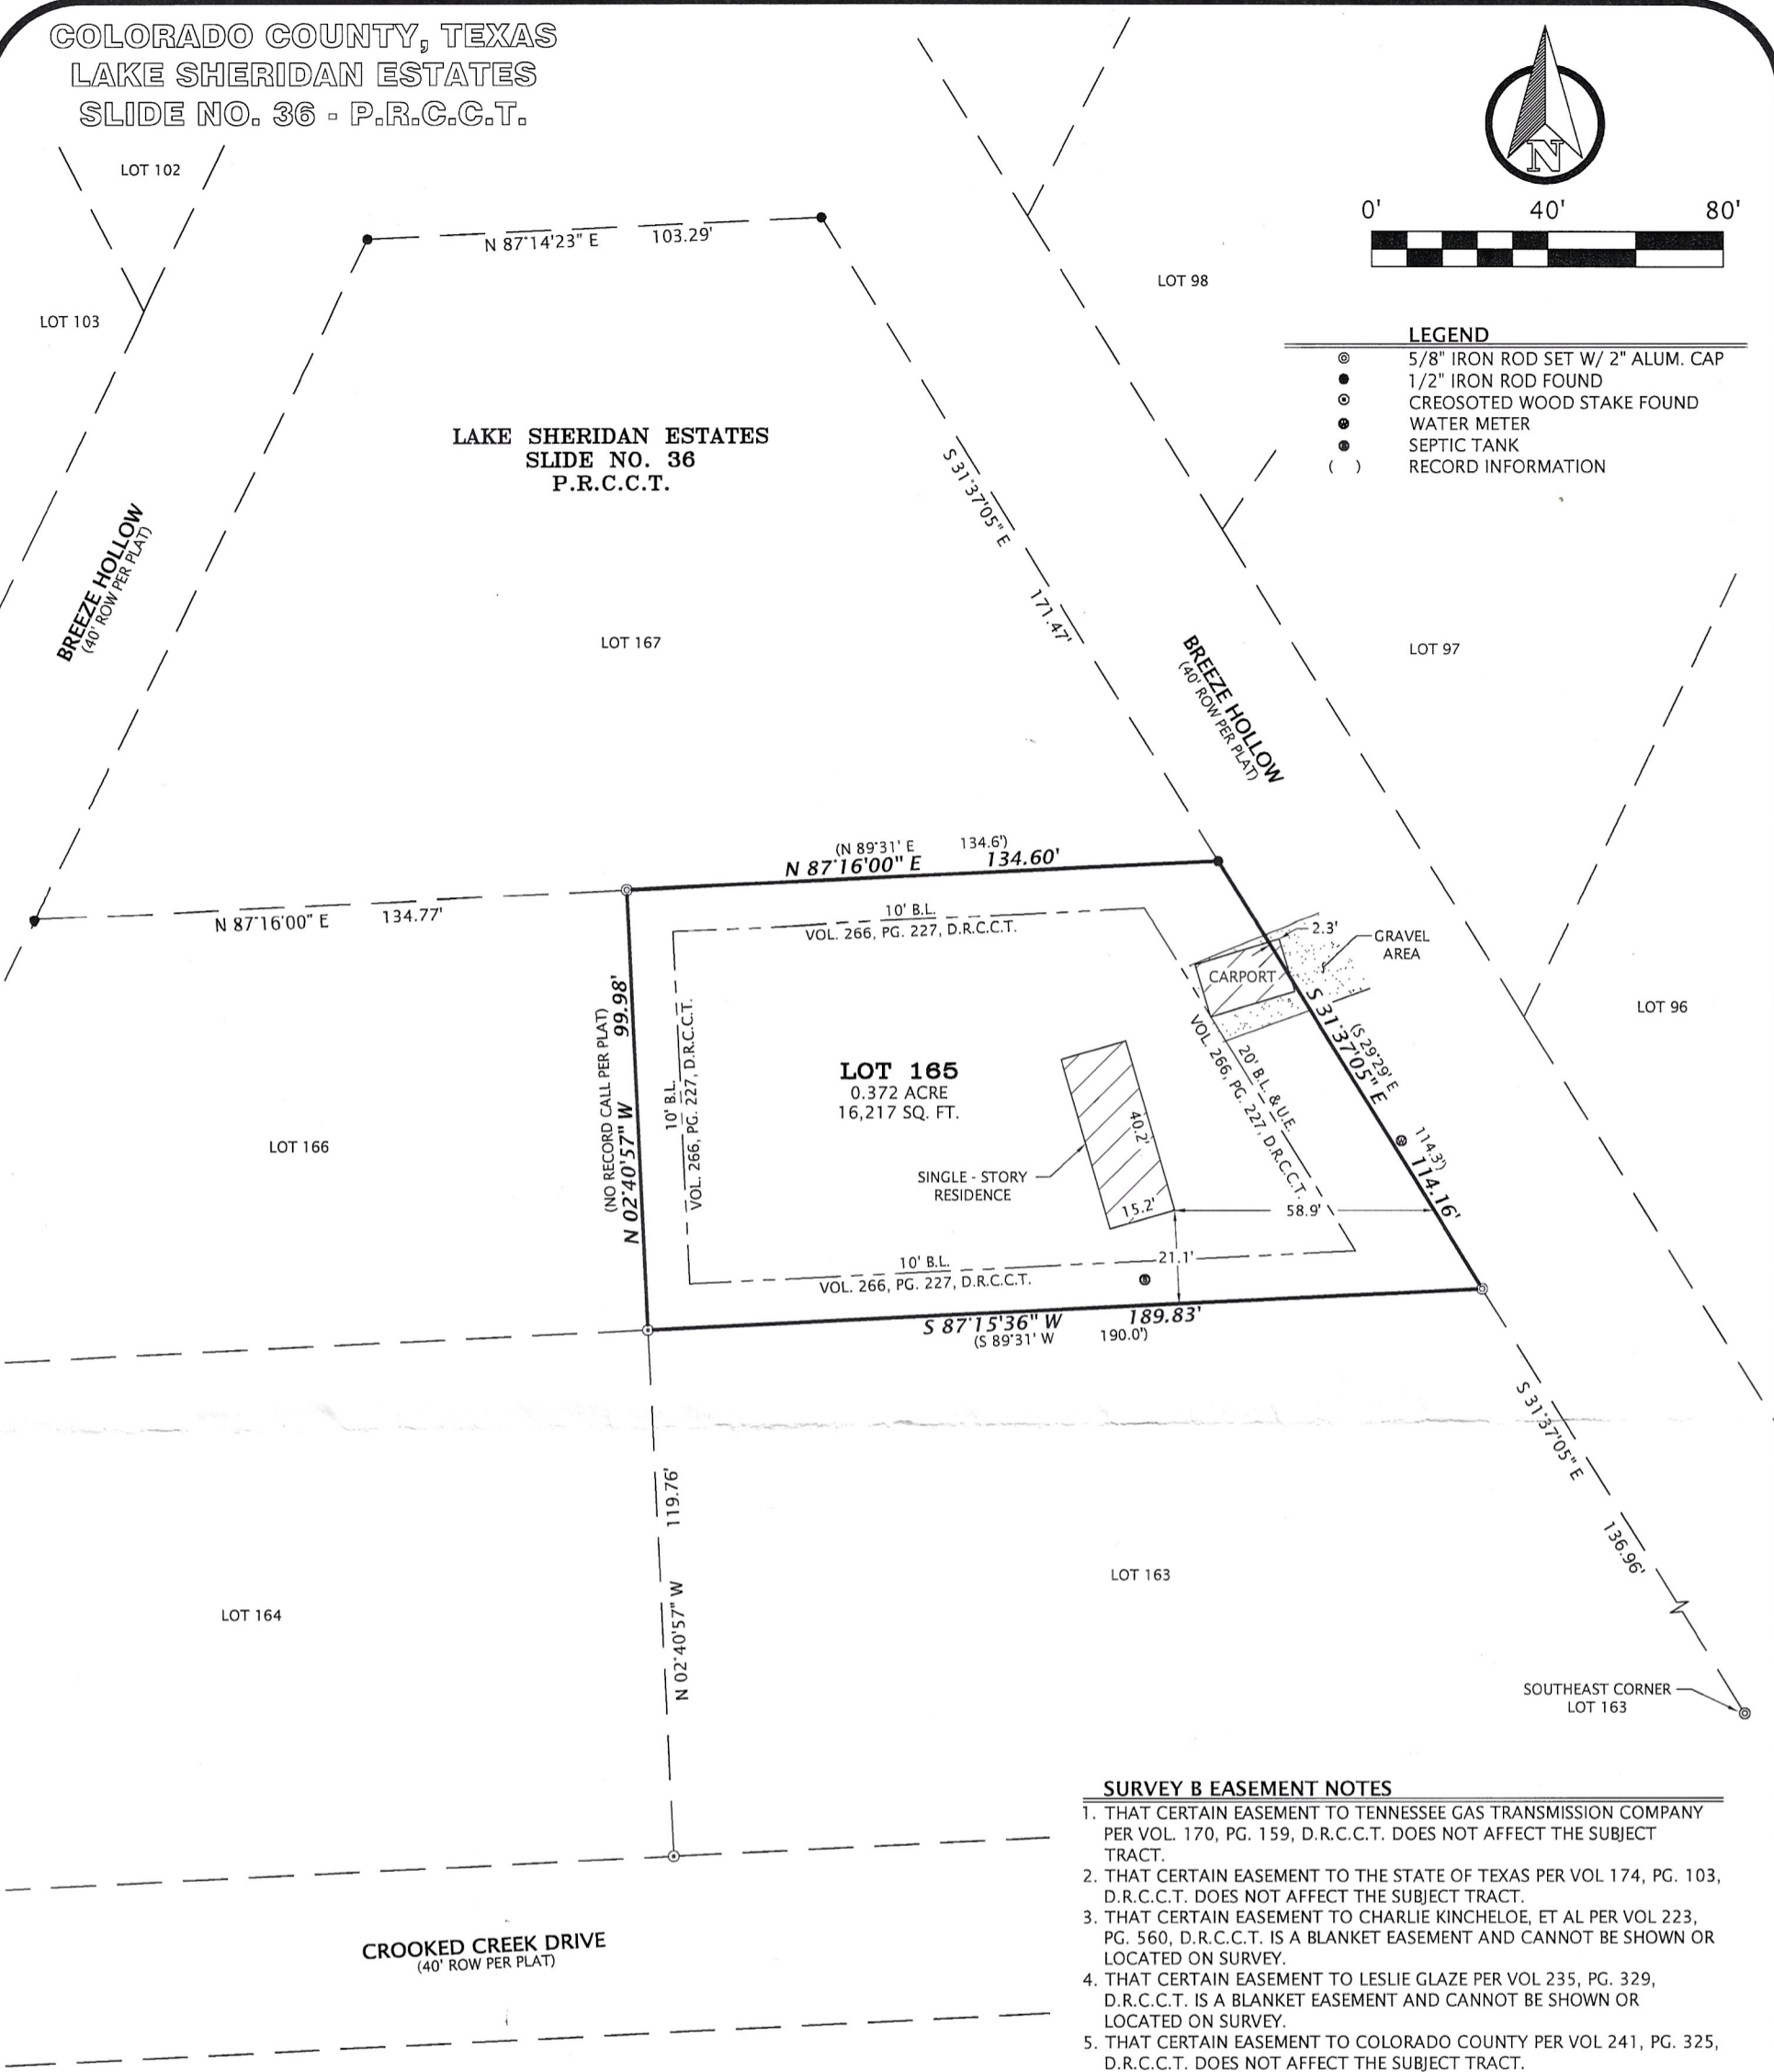 COLORADO COUNTY, TEXAS
LAKE SHERIDAN ESTATES
SLIDE NO. 36 - P.R.C.C.T.
N
0' 40' 80'
LEGEND
5/8" IRON ROD SET W/ 2" ALUM. CAP
1/2" IRON ROD FOUND
CREOSOTED WOOD STAKE FOUND
WATER METER
SEPTIC TANK
( ) RECORD INFORMATION
LOT 102
LOT 103
N 87°14'23" E 103.29'
LOT 98
LAKE SHERIDAN ESTATES
SLIDE NO. 36
P.R.C.C.T.
S 31°37'05" E
171.47'
BREEZE HOLLOW
(40' ROW PER PLAT)
LOT 167
BREEZE HOLLOW
(40' ROW PER PLAT)
LOT 97
(N 89°31' E 134.6')
N 87°16'00" E 134.60'
N 87°16'00" E 134.77'
10' B.L.
VOL. 266, PG. 227, D.R.C.C.T.
2.3'
GRAVEL
AREA
CARPORT
LOT 96
(NO RECORD CALL PER PLAT)
N 02°40'57" W 99.98'
10' B.L.
VOL. 266, PG. 227, D.R.C.C.T.
LOT 165
0.372 ACRE
16,217 SQ. FT.
20' B.L. & U.E.
VOL. 266, PG. 227, D.R.C.C.T.
(S 29°29' E 114.3')
S 31°37'05" E 114.16'
LOT 166
40.2'
SINGLE - STORY
RESIDENCE
15.2'
58.9'
21.1'
10' B.L.
VOL. 266, PG. 227, D.R.C.C.T.
S 87°15'36" W 189.83'
(S 89°31' W 190.0')
S 31°37'05" E
136.96'
119.76'
N 02°40'57" W
LOT 163
LOT 164
SOUTHEAST CORNER
LOT 163
CROOKED CREEK DRIVE
(40' ROW PER PLAT)
SURVEY B EASEMENT NOTES
1. THAT CERTAIN EASEMENT TO TENNESSEE GAS TRANSMISSION COMPANY
PER VOL. 170, PG. 159, D.R.C.C.T. DOES NOT AFFECT THE SUBJECT
TRACT.
2. THAT CERTAIN EASEMENT TO THE STATE OF TEXAS PER VOL 174, PG. 103,
D.R.C.C.T. DOES NOT AFFECT THE SUBJECT TRACT.
3. THAT CERTAIN EASEMENT TO CHARLIE KINCHELOE, ET AL PER VOL 223,
PG. 560, D.R.C.C.T. IS A BLANKET EASEMENT AND CANNOT BE SHOWN OR
LOCATED ON SURVEY.
4. THAT CERTAIN EASEMENT TO LESLIE GLAZE PER VOL 235, PG. 329,
D.R.C.C.T. IS A BLANKET EASEMENT AND CANNOT BE SHOWN OR
LOCATED ON SURVEY.
5. THAT CERTAIN EASEMENT TO COLORADO COUNTY PER VOL 241, PG. 325,
D.R.C.C.T. DOES NOT AFFECT THE SUBJECT TRACT.